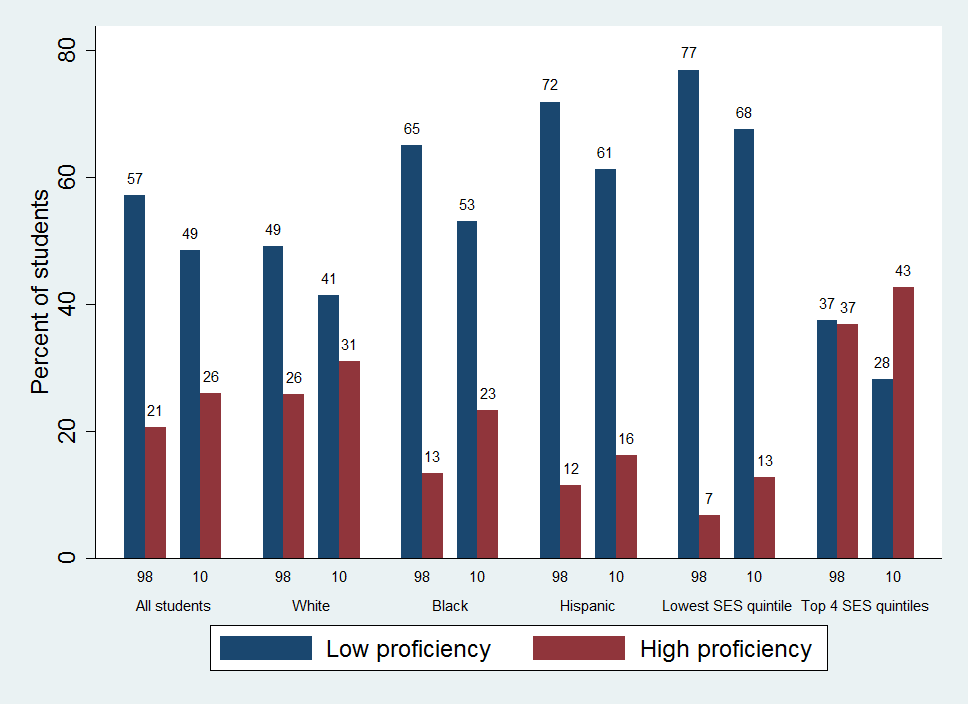 Percent of students
80
60
40
20
0
57 21 49 26
49 26 41 31
65 13 53 23
72 12 61 16
77 7 68 13
37 37 28 43
98 10 98 10 98 10 98 10 98 10 98 10
All students White Black Hispanic Lowest SES quintile Top 4 SES quintiles
Low proficiency High proficiency